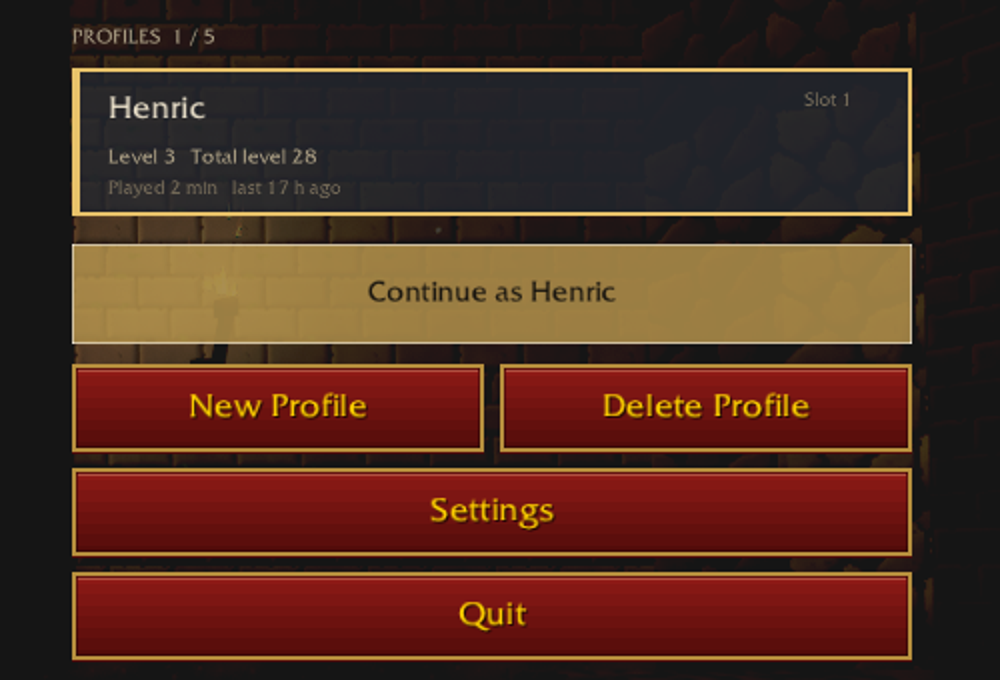 PROFILES 1 / 5
Henric
Slot 1
Level 3 Total level 28
Played 2 min last 17 h ago
Continue as Henric
New Profile
Delete Profile
Settings
Quit